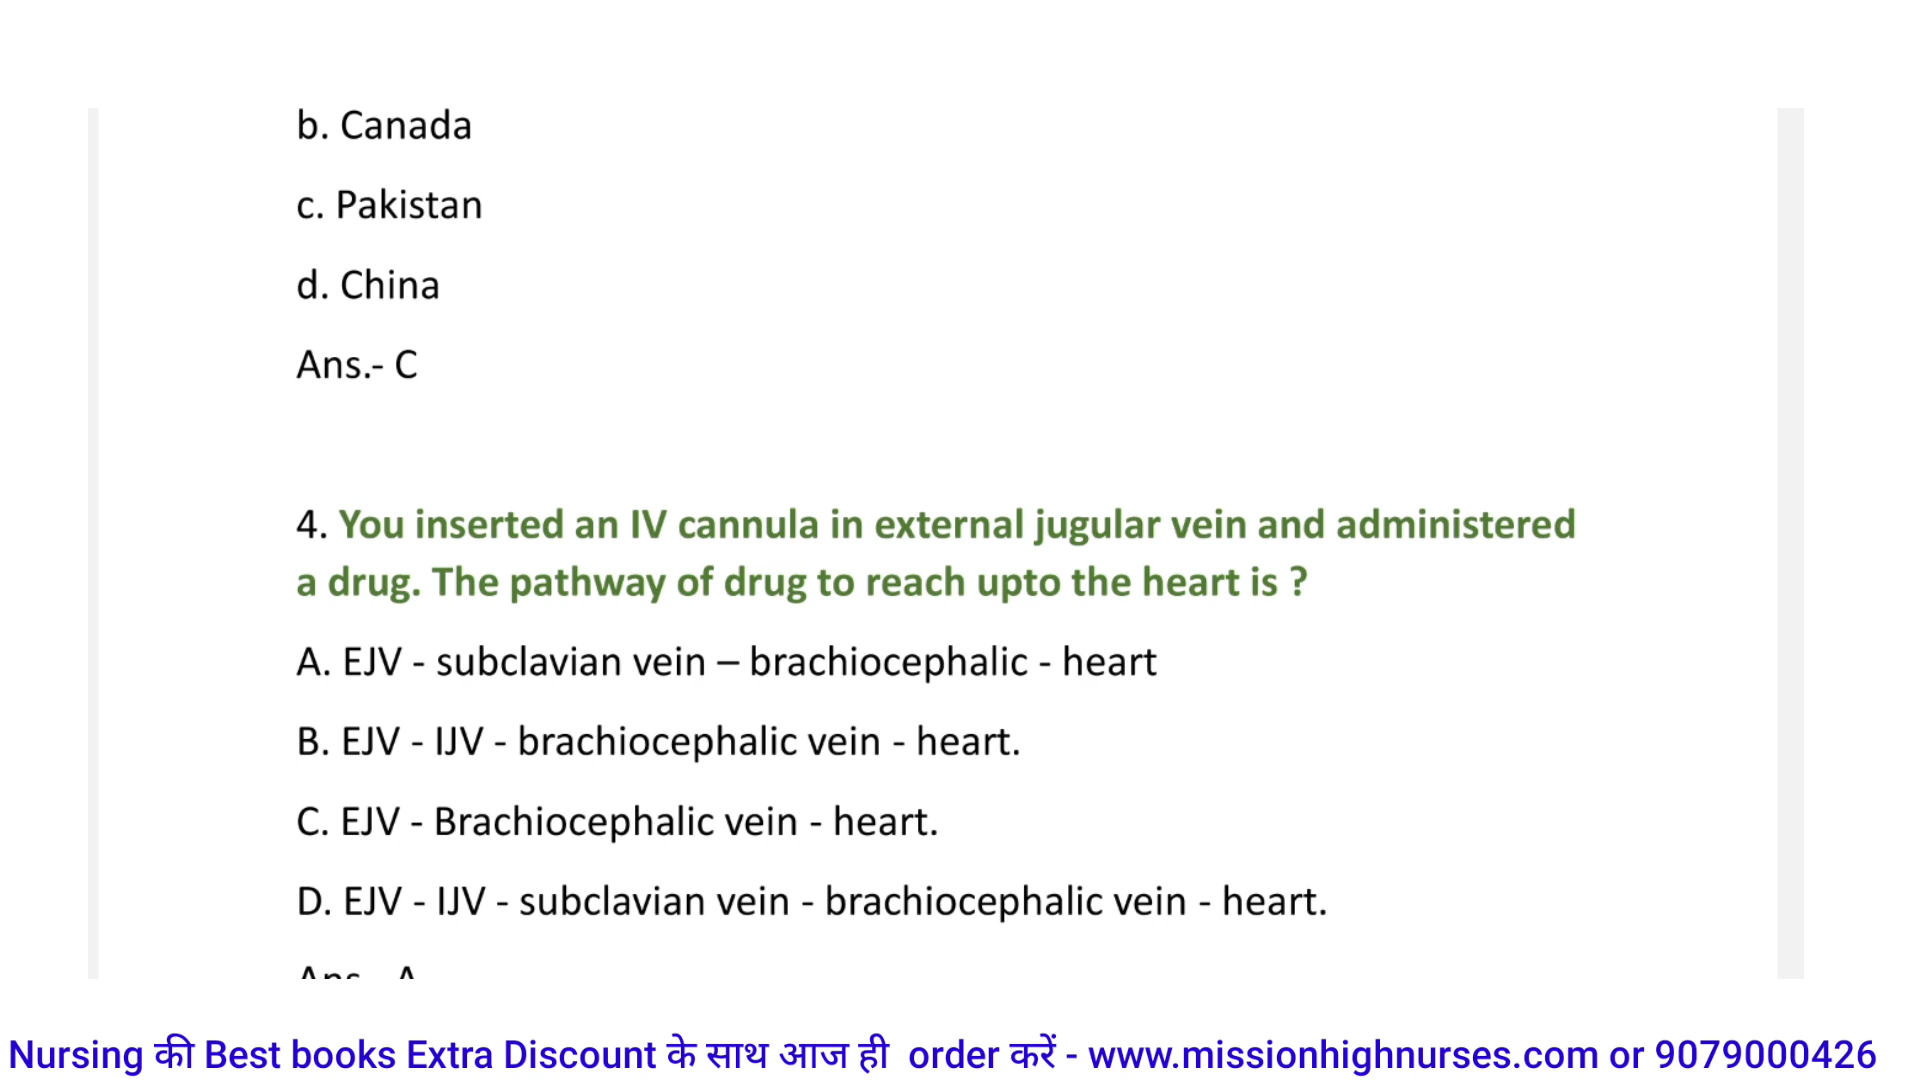 b. Canada
c. Pakistan
d. China
Ans.- C
4. You inserted an IV cannula in external jugular vein and administered
a drug. The pathway of drug to reach upto the heart is ?
A. EJV - subclavian vein – brachiocephalic - heart
B. EJV - IJV - brachiocephalic vein - heart.
C. EJV - Brachiocephalic vein - heart.
D. EJV - IJV - subclavian vein - brachiocephalic vein - heart.
Nursing की Best books Extra Discount के साथ आज ही order करें - www.missionhighnurses.com or 9079000426